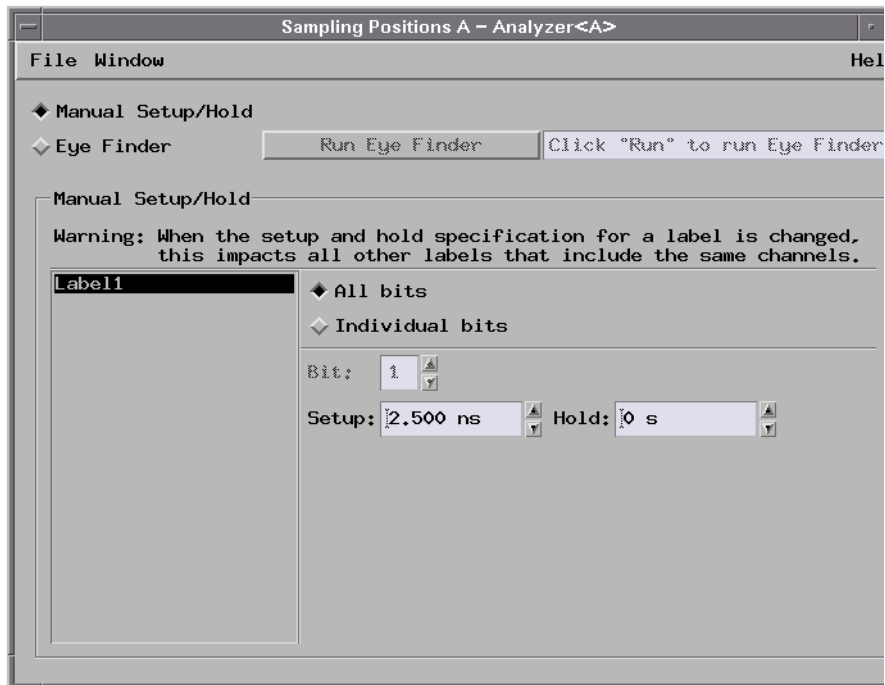 Sampling Positions A – Analyzer<A>
File Window Hel
Manual Setup/Hold
Eye Finder Run Eye Finder Click "Run" to run Eye Finder
Manual Setup/Hold
Warning: When the setup and hold specification for a label is changed,
this impacts all other labels that include the same channels.
Label1
All bits
Individual bits
Bit: 1
Setup: 2.500 ns Hold: 0 s